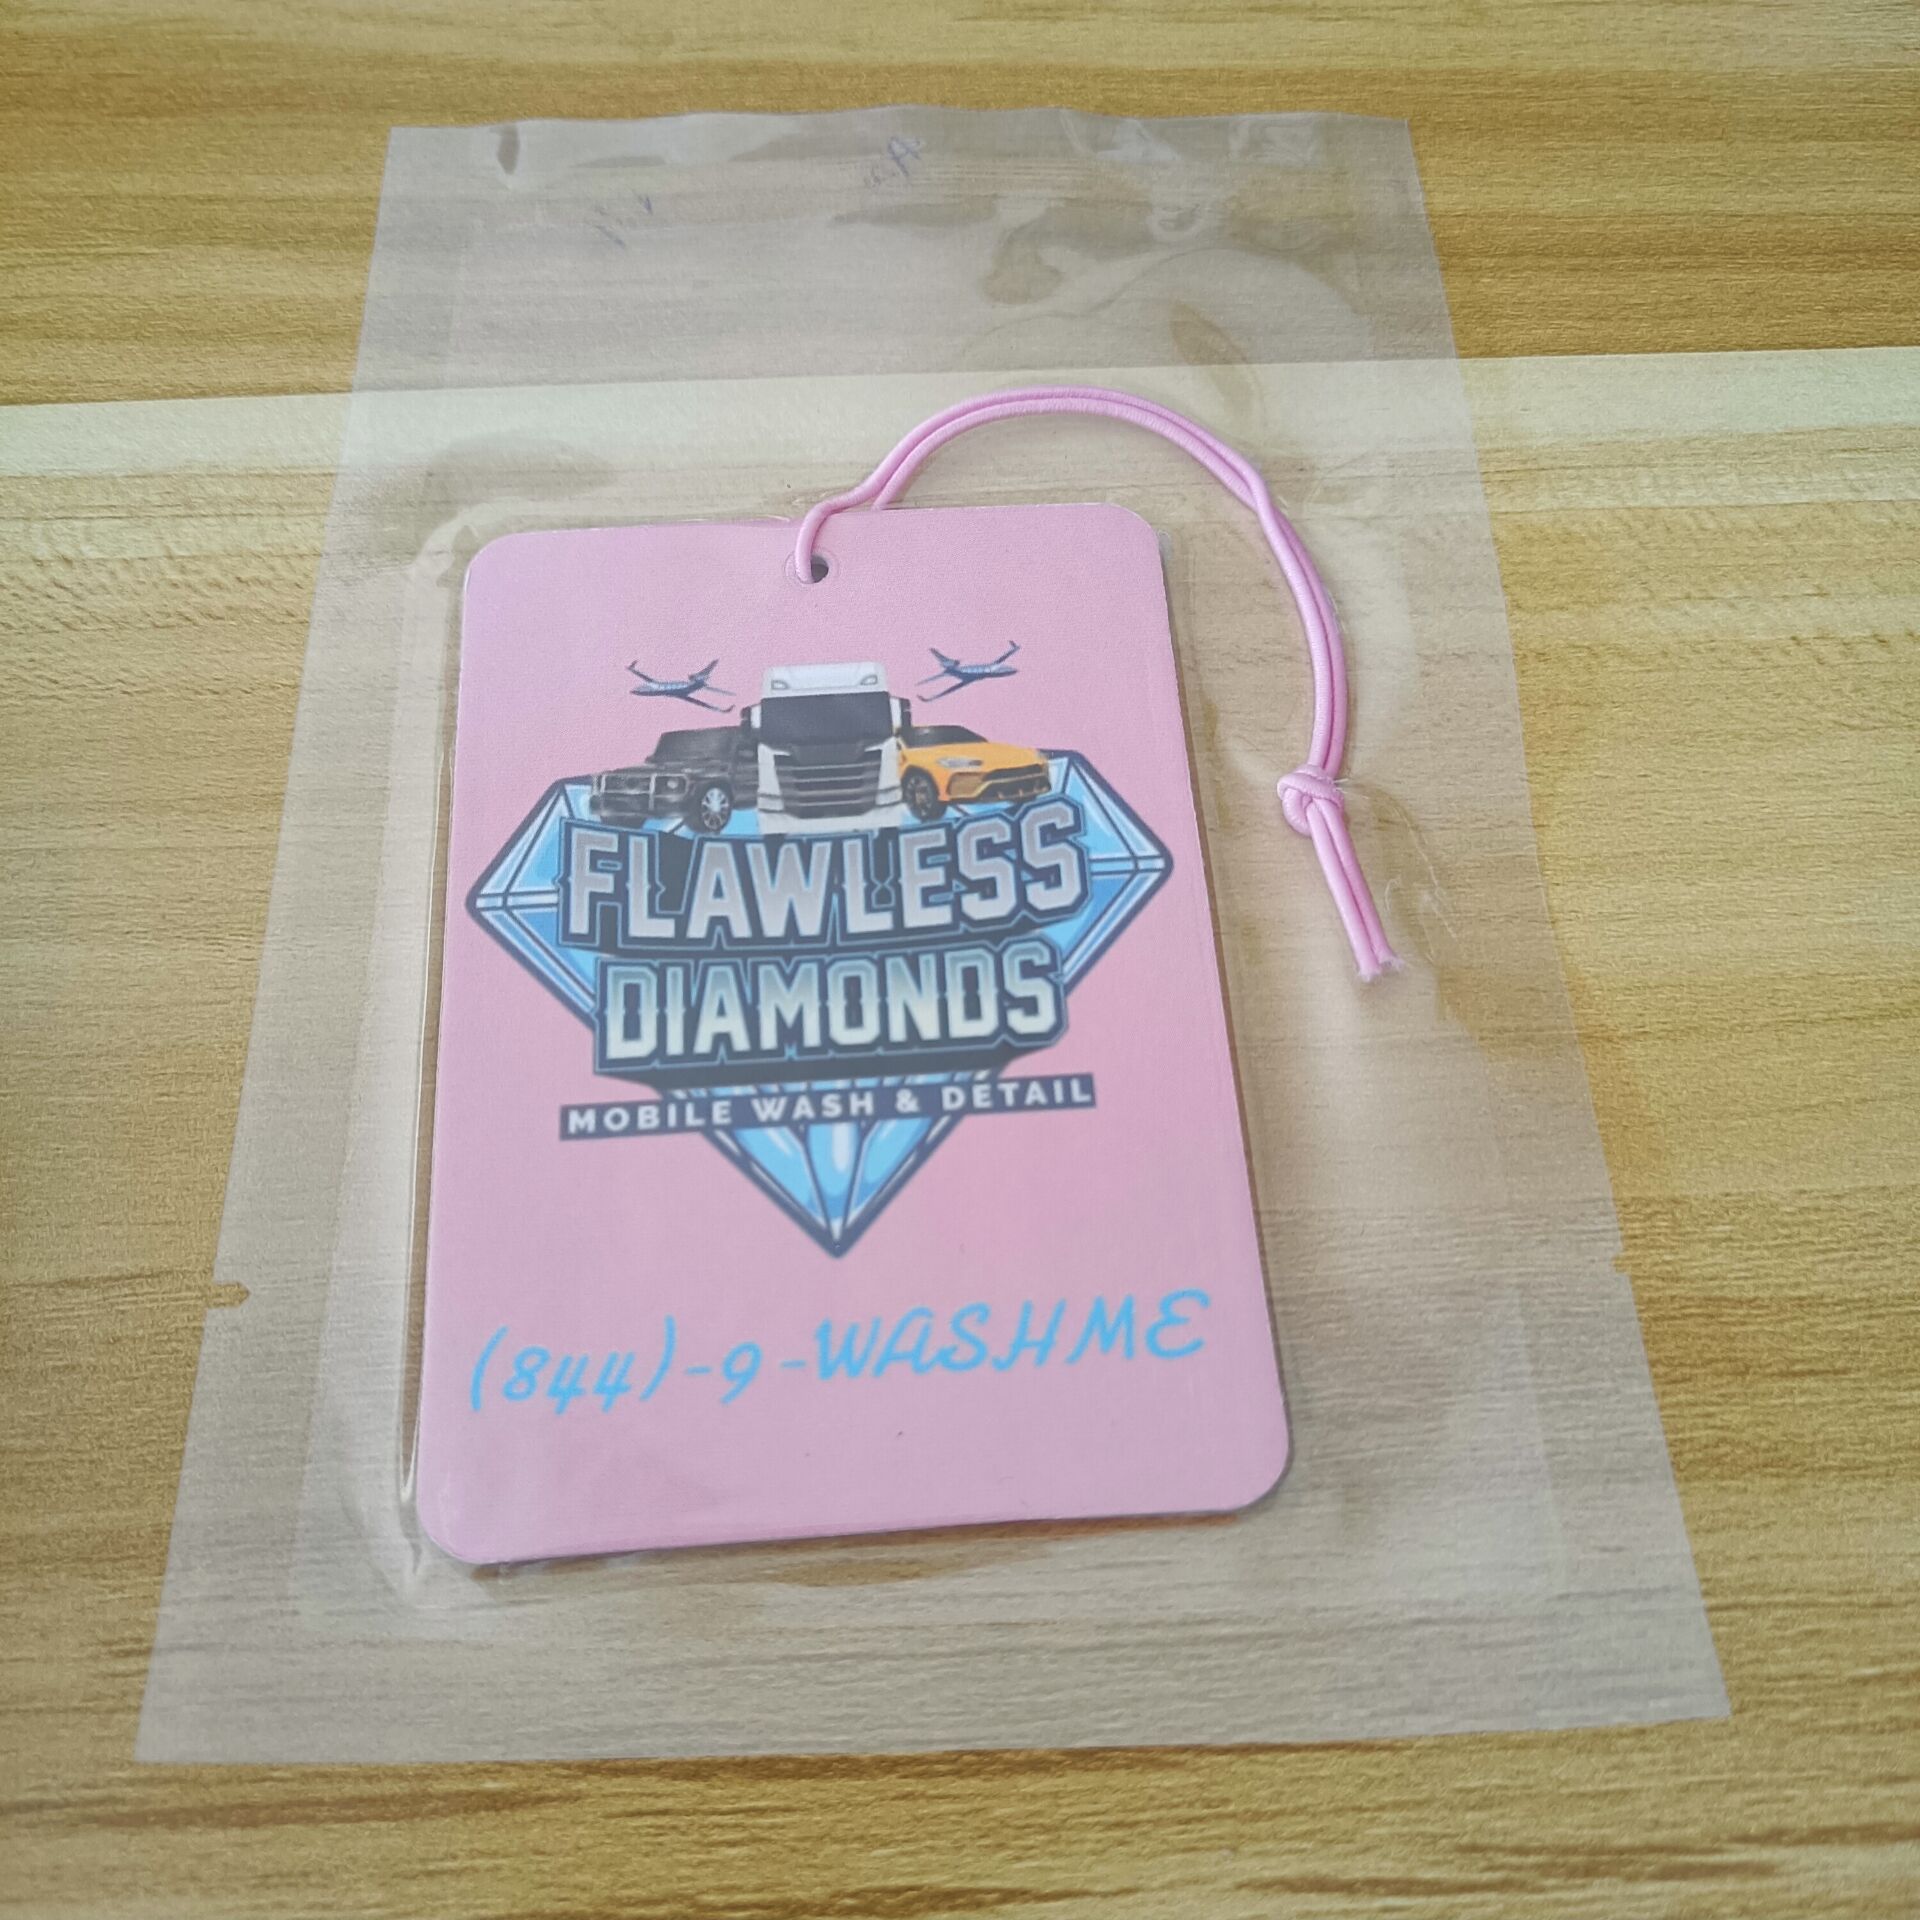 FLAWLESS
DIAMONDS
MOBILE WASH & DETAIL
(844)-9-WASHME